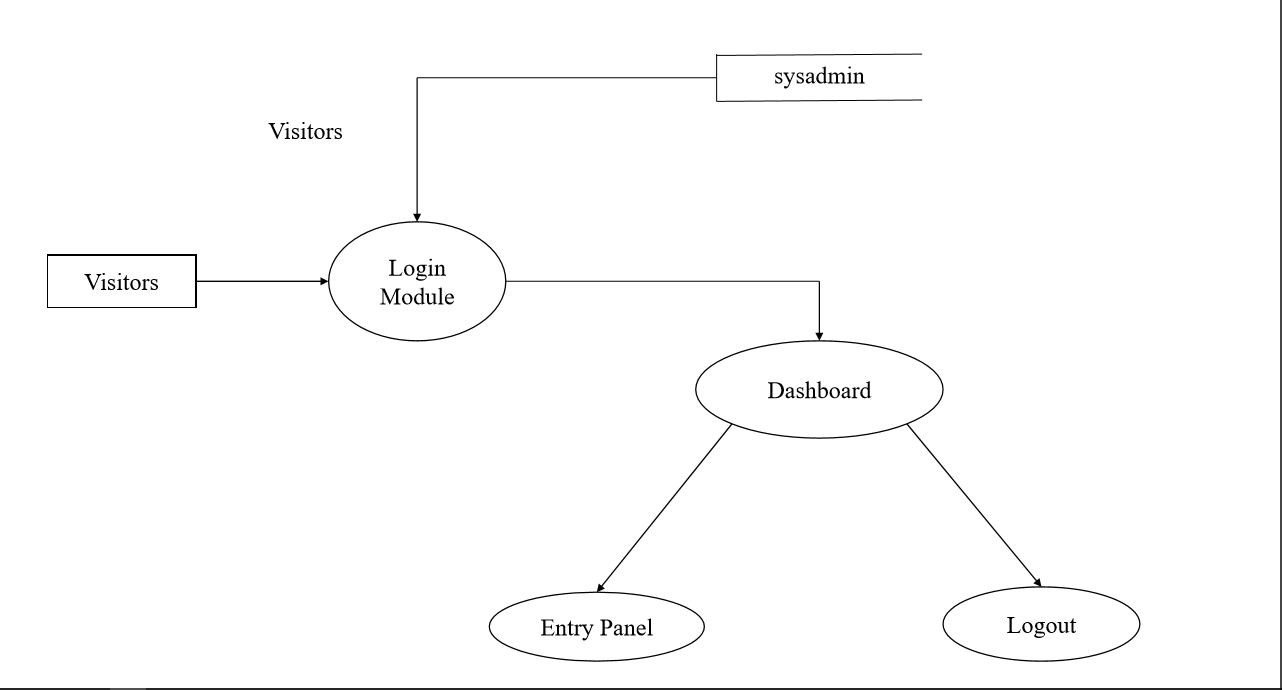 sysadmin
Visitors
Visitors
Login
Module
Dashboard
Entry Panel
Logout